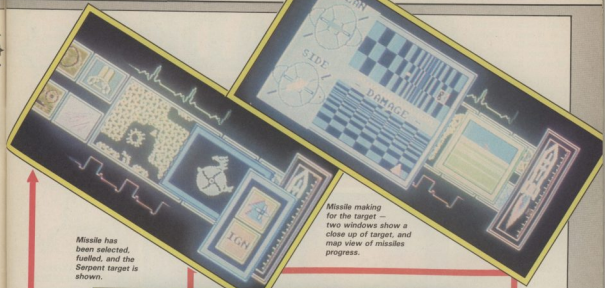 SIDE
DAMAGE
IGN
Missile has
been selected,
fuelled, and the
Serpent target is
shown.
Missile making
for the target —
two windows show a
close up of target, and
map view of missiles
progress.